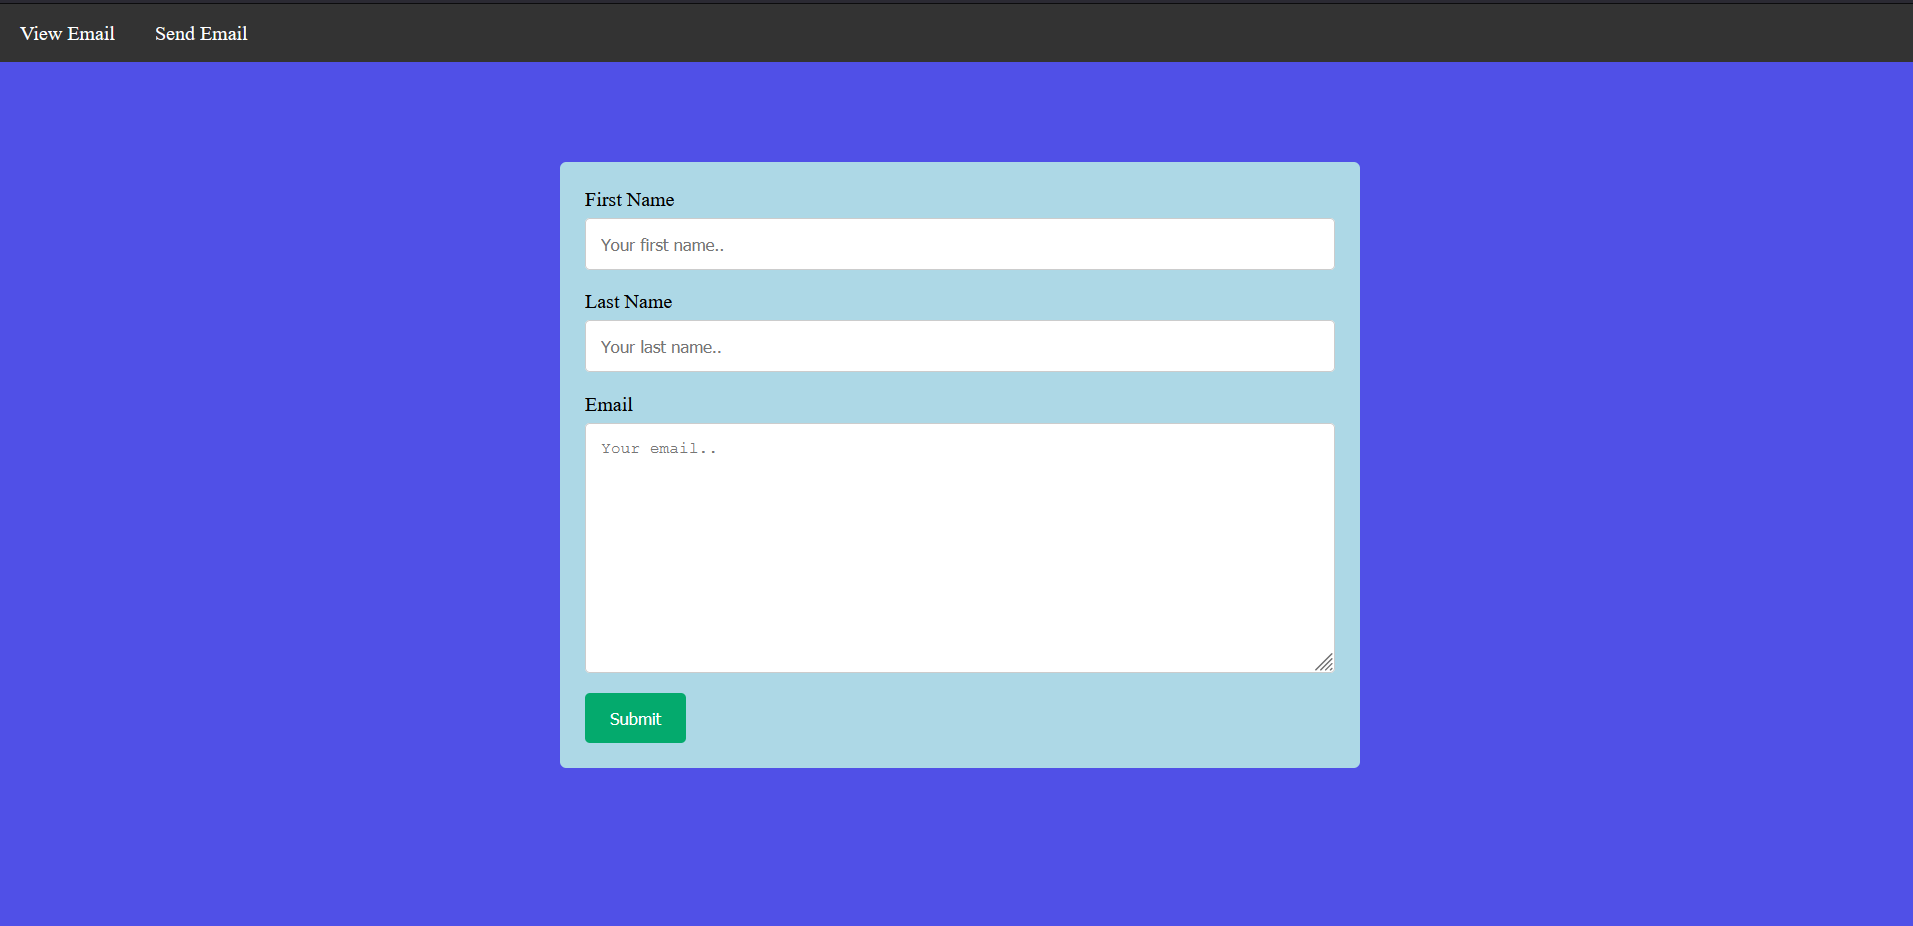 View Email Send Email
First Name
Your first name..
Last Name
Your last name..
Email
Your email..
Submit